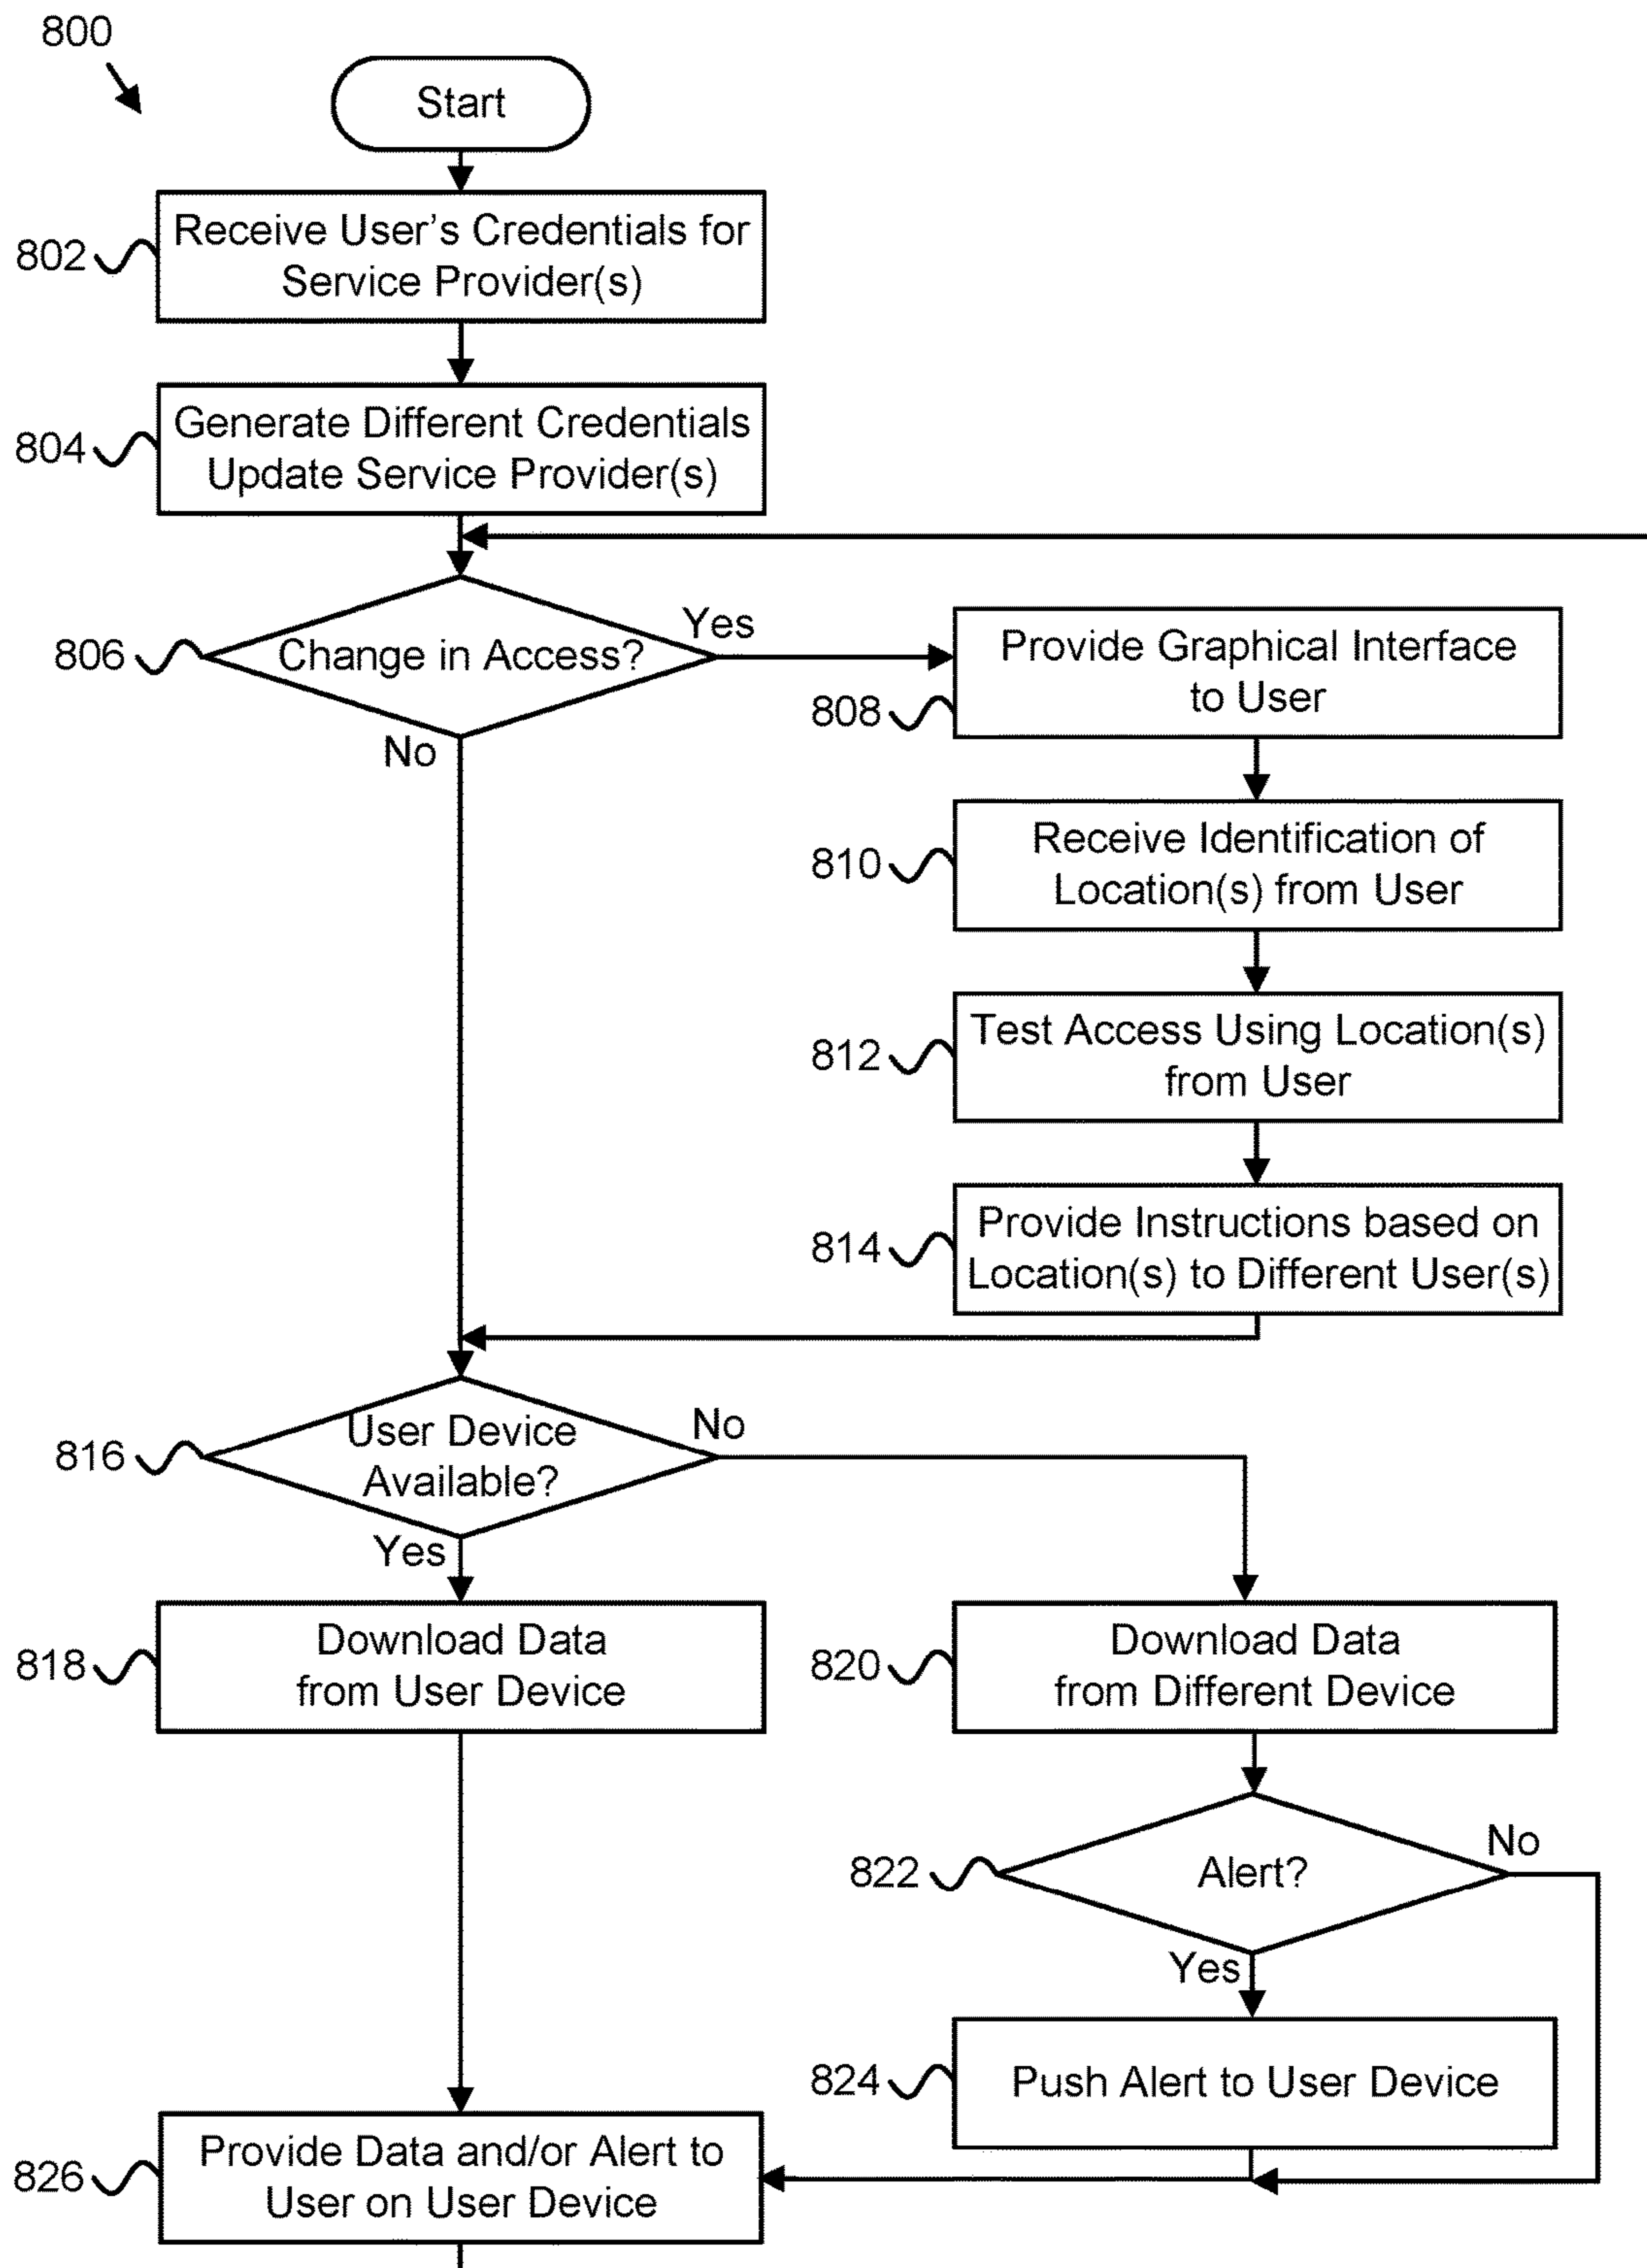 800
Start
802
Receive User's Credentials for
Service Provider(s)
804
Generate Different Credentials
Update Service Provider(s)
806
Change in Access?
Yes
No
Provide Graphical Interface
to User
808
810
Receive Identification of
Location(s) from User
812
Test Access Using Location(s)
from User
814
Provide Instructions based on
Location(s) to Different User(s)
816
User Device
Available?
No
Yes
818
Download Data
from User Device
820
Download Data
from Different Device
822
Alert?
No
Yes
824
Push Alert to User Device
826
Provide Data and/or Alert to
User on User Device